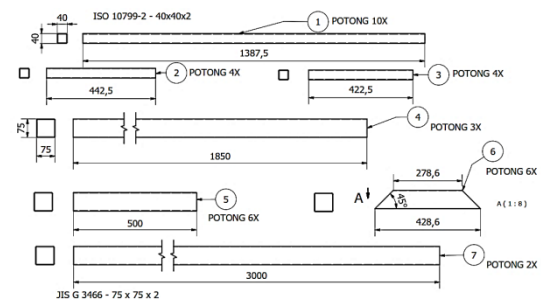 40
ISO 10799-2 - 40x40x2
40
1
POTONG 10X
1387,5
2
POTONG 4X
442,5
3
POTONG 4X
422,5
75
75
4
POTONG 3X
1850
5
POTONG 6X
500
6
POTONG 6X
A
278,6
45°
A ( 1 : 8 )
428,6
7
POTONG 2X
3000
JIS G 3466 - 75 x 75 x 2